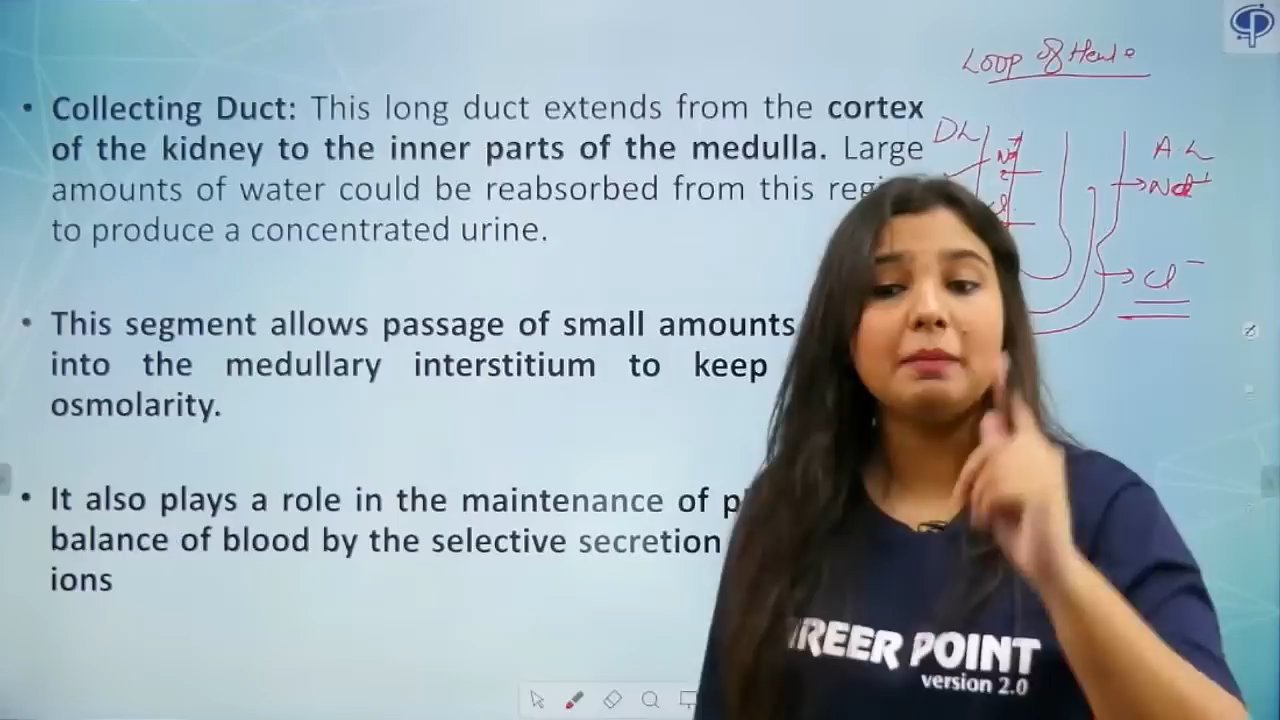 Loop of Henle
• Collecting Duct: This long duct extends from the cortex
of the kidney to the inner parts of the medulla. Large
amounts of water could be reabsorbed from this
to produce a concentrated urine.
DL
AL
Cl⁻
• This segment allows passage of small amounts
into the medullary interstitium to keep
osmolarity.
• It also plays a role in the maintenance of
balance of blood by the selective secretion
ions
REER POINT
version 2.0